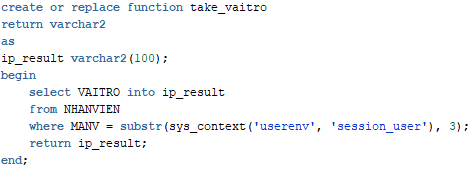 create or replace function take_vaitro
return varchar2
as
ip_result varchar2(100);
begin
    select VAITRO into ip_result
    from NHANVIEN
    where MANV = substr(sys_context('userenv', 'session_user'), 3);
    return ip_result;
end;